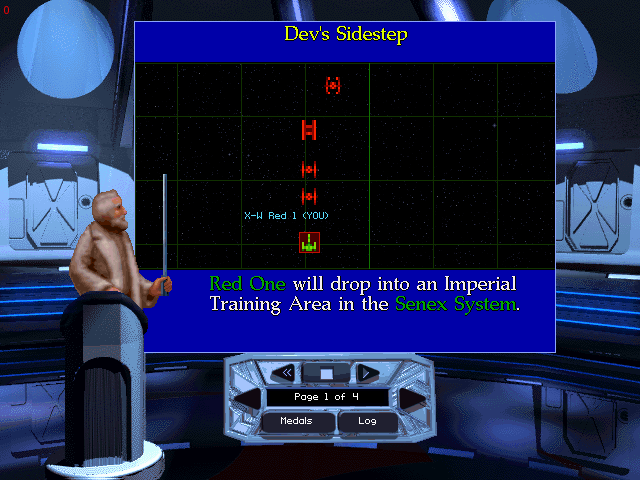 0
Dev's Sidestep
X-W Red 1 (YOU)
Red One will drop into an Imperial
Training Area in the Senex System.
Page 1 of 4
Medals
Log